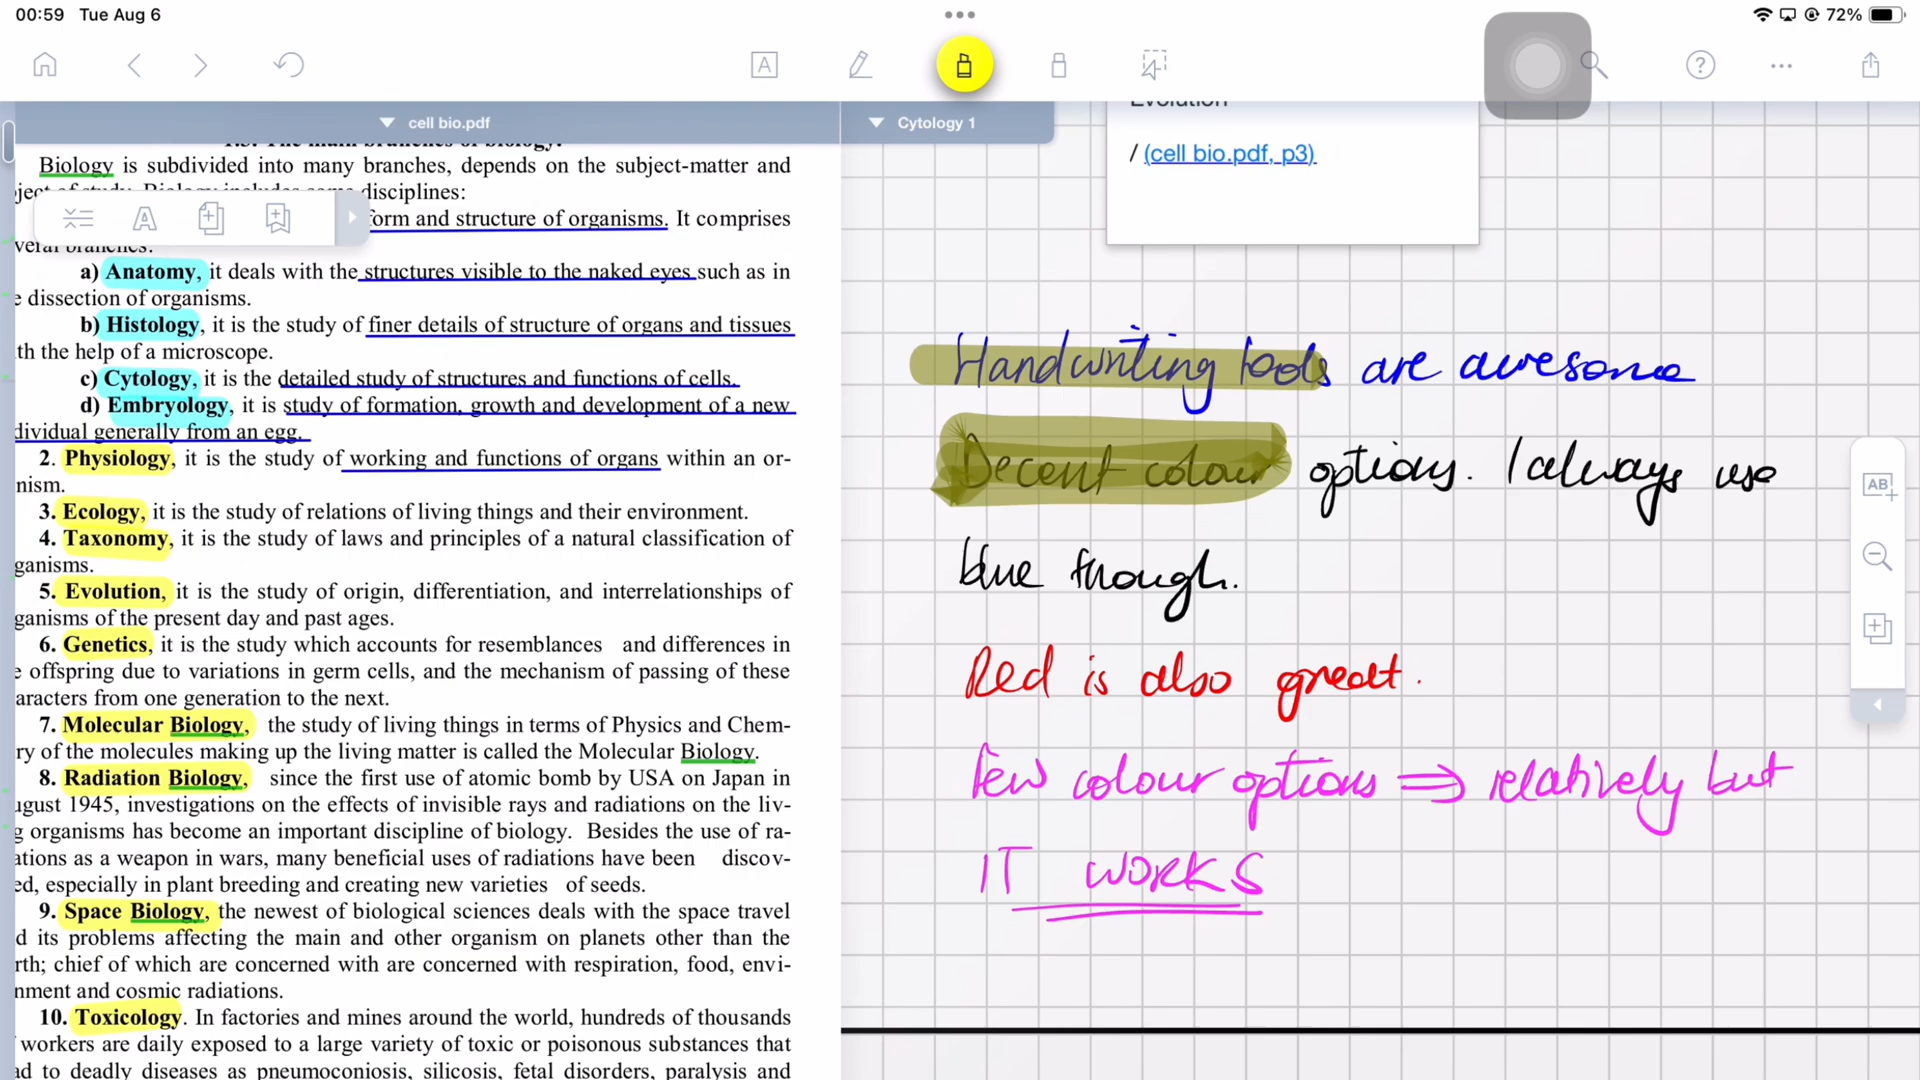 00:59 Tue Aug 6
72%
cell bio.pdf
Cytology 1
Evolution
/ (cell bio.pdf, p3)
1.3. The main branches of biology.
Biology is subdivided into many branches, depends on the subject-matter and
ject of study. Biology includes some disciplines:
form and structure of organisms. It comprises
veral branches:
a) Anatomy, it deals with the structures visible to the naked eyes such as in
e dissection of organisms.
b) Histology, it is the study of finer details of structure of organs and tissues
th the help of a microscope.
c) Cytology, it is the detailed study of structures and functions of cells.
d) Embryology, it is study of formation, growth and development of a new
dividual generally from an egg.
2. Physiology, it is the study of working and functions of organs within an or-
nism.
3. Ecology, it is the study of relations of living things and their environment.
4. Taxonomy, it is the study of laws and principles of a natural classification of
ganisms.
5. Evolution, it is the study of origin, differentiation, and interrelationships of
ganisms of the present day and past ages.
6. Genetics, it is the study which accounts for resemblances and differences in
e offspring due to variations in germ cells, and the mechanism of passing of these
aracters from one generation to the next.
7. Molecular Biology, the study of living things in terms of Physics and Chem-
ry of the molecules making up the living matter is called the Molecular Biology.
8. Radiation Biology, since the first use of atomic bomb by USA on Japan in
ugust 1945, investigations on the effects of invisible rays and radiations on the liv-
g organisms has become an important discipline of biology. Besides the use of ra-
ations as a weapon in wars, many beneficial uses of radiations have been discov-
ed, especially in plant breeding and creating new varieties of seeds.
9. Space Biology, the newest of biological sciences deals with the space travel
d its problems affecting the main and other organism on planets other than the
rth; chief of which are concerned with are concerned with respiration, food, envi-
nment and cosmic radiations.
10. Toxicology. In factories and mines around the world, hundreds of thousands
workers are daily exposed to a large variety of toxic or poisonous substances that
ad to deadly diseases as pneumoconiosis, silicosis, fetal disorders, paralysis and
Handwriting tools are awesome
Decent colour options. I always use
blue though.
Red is also great.
Few colour options ⇒ relatively but
IT WORKS